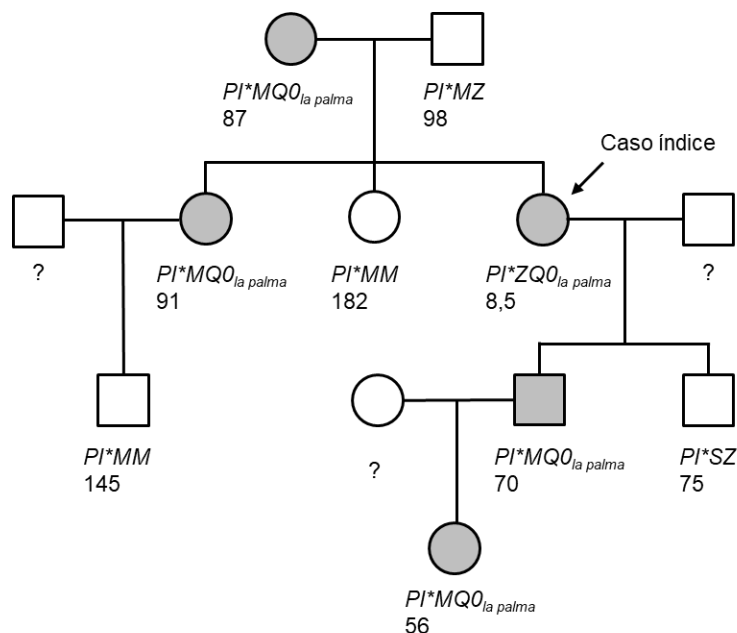 PI*MQ0la palma
87
PI*MZ
98
Caso índice
?
PI*MQ0la palma
91
PI*MM
182
PI*ZQ0la palma
8,5
?
PI*MM
145
?
PI*MQ0la palma
70
PI*SZ
75
PI*MQ0la palma
56